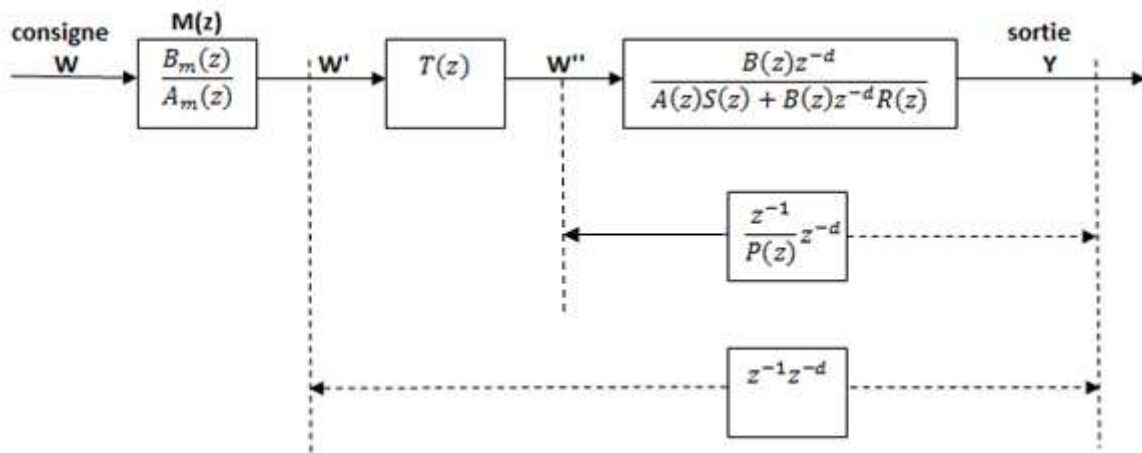 M(z)
consigne
W
B_m(z)
A_m(z)
W'
T(z)
W''
B(z)z^{-d}
A(z)S(z) + B(z)z^{-d}R(z)
sortie
Y
z^{-1}
P(z)
z^{-d}
z^{-1}z^{-d}